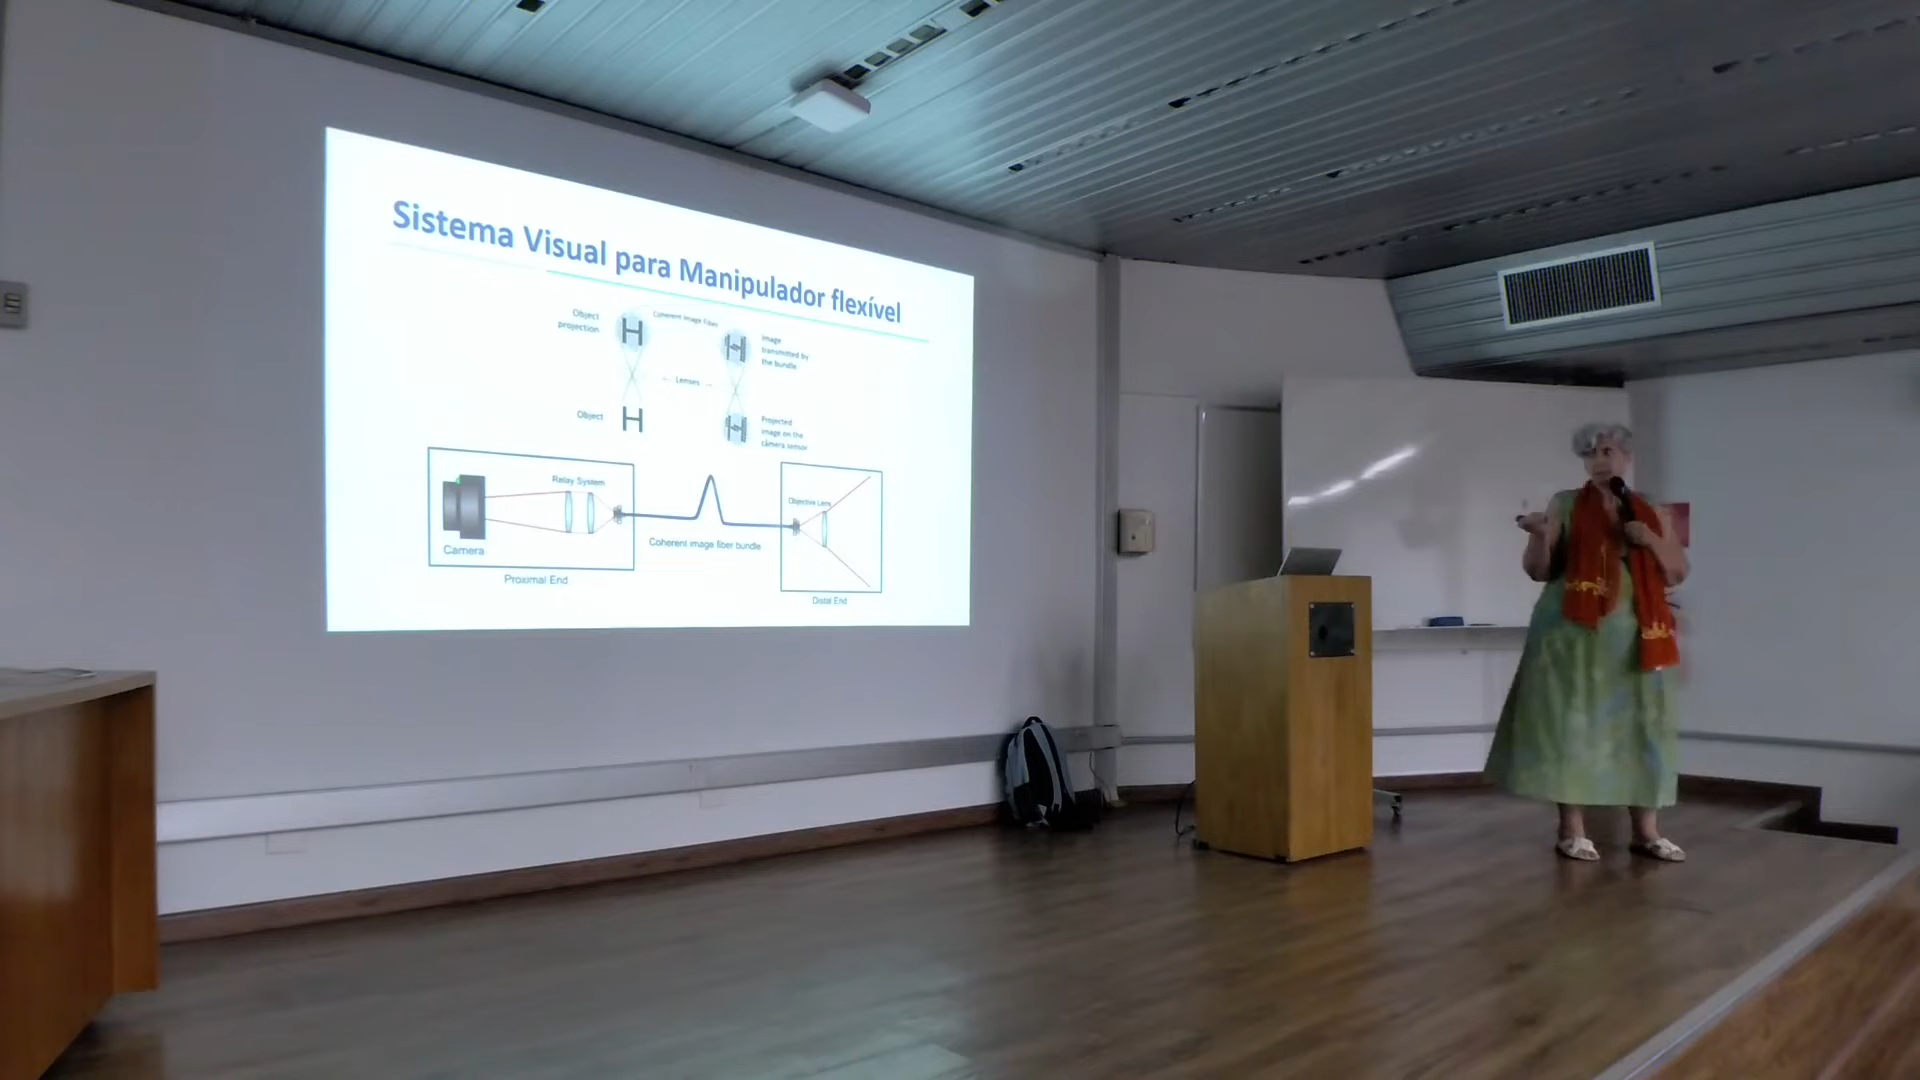 Sistema Visual para Manipulador flexível
Object
projection
Coherent Image Fiber
Image
transmitted by
the bundle
Lenses
Object
Projected
image on the
câmera sensor
Relay System
Camera
Proximal End
Coherent image fiber bundle
Objective Lens
Distal End